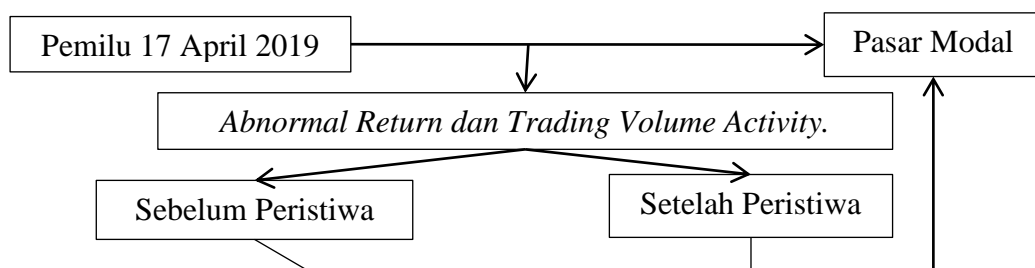 Pemilu 17 April 2019
Pasar Modal
Abnormal Return dan Trading Volume Activity.
Sebelum Peristiwa
Setelah Peristiwa